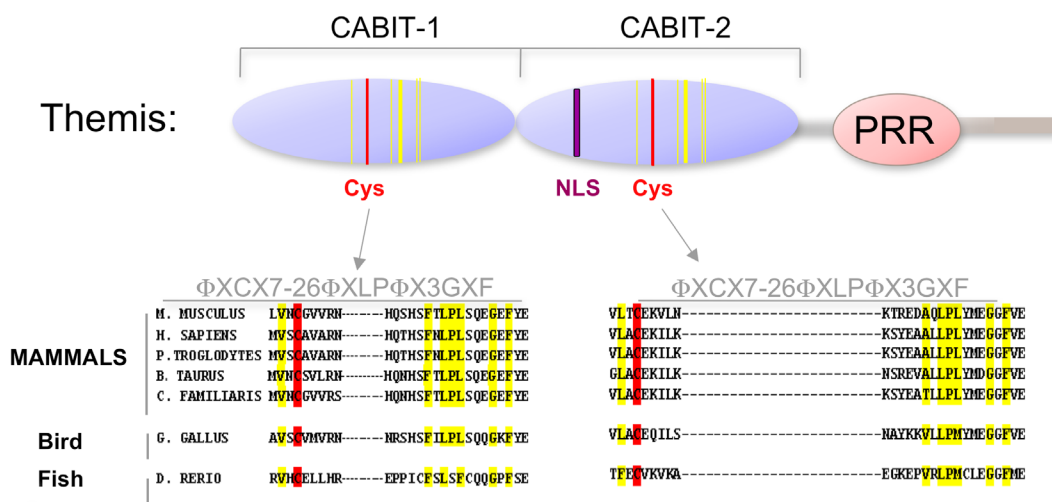 CABIT-1 CABIT-2
Themis: PRR
Cys NLS Cys
ΦXCX7-26ΦXLPΦX3GXF ΦXCX7-26ΦXLPΦX3GXF
M. MUSCULUS LVNCGVVRN-------HQSHSFTLPLSQEGEFYE VLTCEKVLN--------------------KTREDAQLPLYMEGGFVE
H. SAPIENS MVSCAVARN-------HQTHSFNLPLSQEGEFYE VLACEKILK--------------------KSYEAALLPLYMEGGFVE
MAMMALS P.TROGLODYTES MVSCAVARN-------HQTHSFNLPLSQEGEFYE VLACEKILK--------------------KSYEAALLPLYMEGGFVE
B. TAURUS MVNCSVLRN-------HQNHSFTLPLSQEGEFYE GLACEKILK--------------------NSREVALLPLYMDGGFVE
C. FAMILIARIS MVNCGVVRS-------HQNHSFTLPLSQEGEFYE VLACEKILK--------------------KSYEATLLPLYMEGGFVE
Bird G. GALLUS AVSCVMVRN-------NRSHSFILPLSQQGKFYE VLACEQILS--------------------NAYKKVLLPMYMEGGFVE
Fish D. RERIO RVHCELLHR-------EPPICFSLSFCQQGPFSE TFECVKVKA--------------------EGKEPVRLPMCLEGGFME